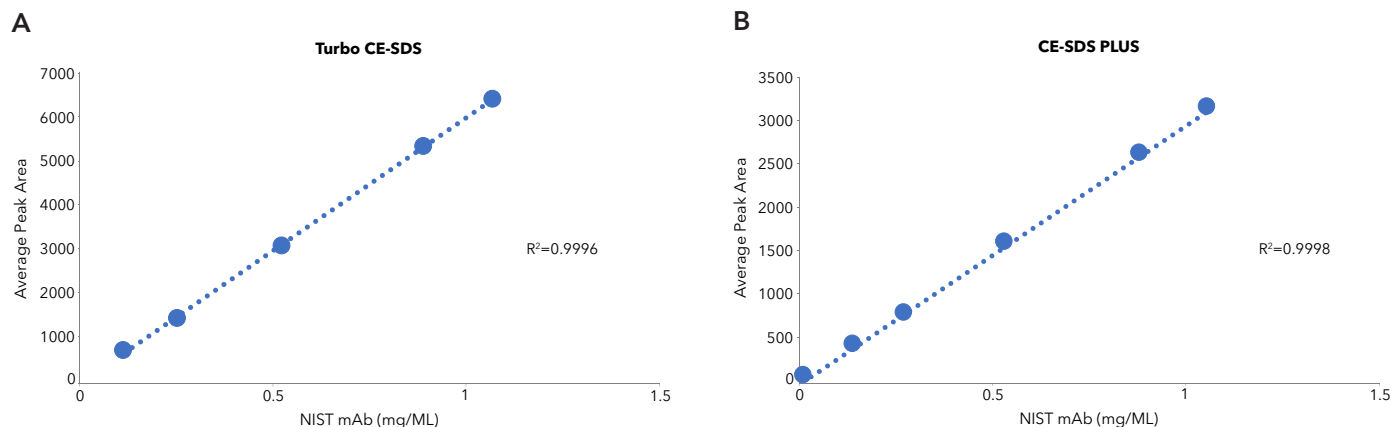 A
Turbo CE-SDS
7000
6000
5000
4000
3000
2000
1000
0
Average Peak Area
0 0.5 1 1.5
NIST mAb (mg/ML)
R²=0.9996
B
CE-SDS PLUS
3500
3000
2500
2000
1500
1000
500
0
Average Peak Area
0 0.5 1 1.5
NIST mAb (mg/ML)
R²=0.9998